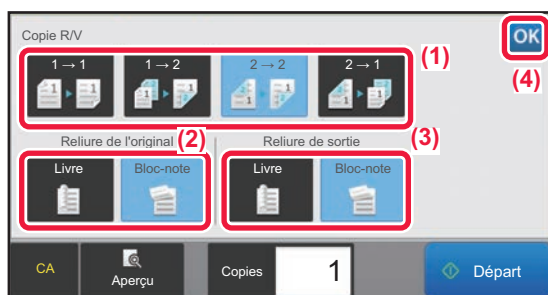 Copie R/V
OK
1 → 1
1 → 2
2 → 2
2 → 1
(1)
(4)
Reliure de l'original
(2)
Reliure de sortie
(3)
Livre
Bloc-note
Livre
Bloc-note
CA
Aperçu
Copies
1
Départ